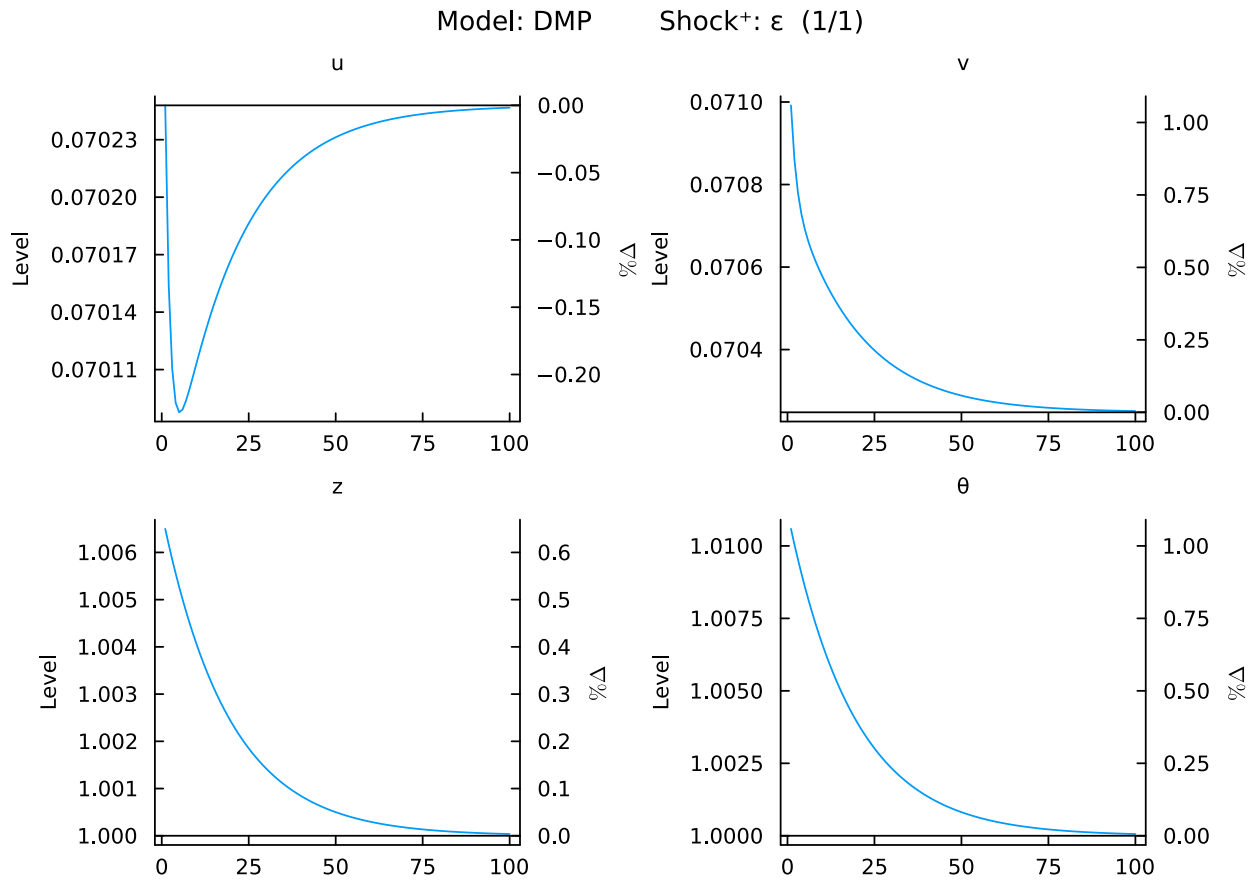 Model: DMP Shock⁺: ε (1/1)
u
Level
0.07023
0.07020
0.07017
0.07014
0.07011
0.00
−0.05
−0.10
−0.15
−0.20
%Δ
0 25 50 75 100
v
Level
0.0710
0.0708
0.0706
0.0704
1.00
0.75
0.50
0.25
0.00
%Δ
0 25 50 75 100
z
Level
1.006
1.005
1.004
1.003
1.002
1.001
1.000
0.6
0.5
0.4
0.3
0.2
0.1
0.0
%Δ
0 25 50 75 100
θ
Level
1.0100
1.0075
1.0050
1.0025
1.0000
1.00
0.75
0.50
0.25
0.00
%Δ
0 25 50 75 100